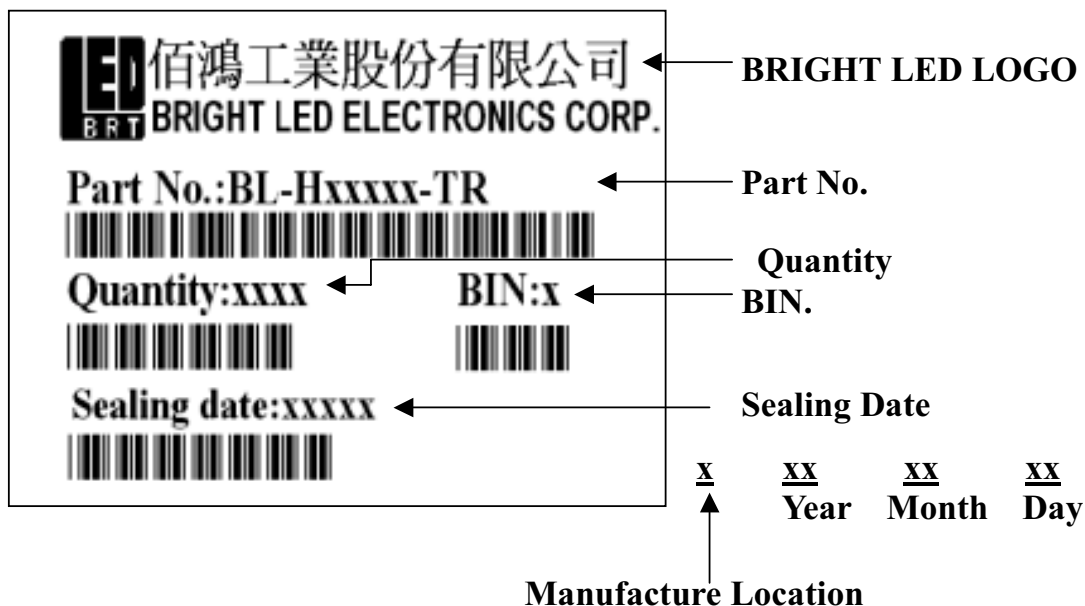 LED 佰鴻工業股份有限公司
BRT BRIGHT LED ELECTRONICS CORP.
BRIGHT LED LOGO
Part No.:BL-Hxxxxx-TR
Part No.
Quantity:xxxx
BIN:x
Quantity
BIN.
Sealing date:xxxxx
Sealing Date
x xx xx xx
Year Month Day
Manufacture Location